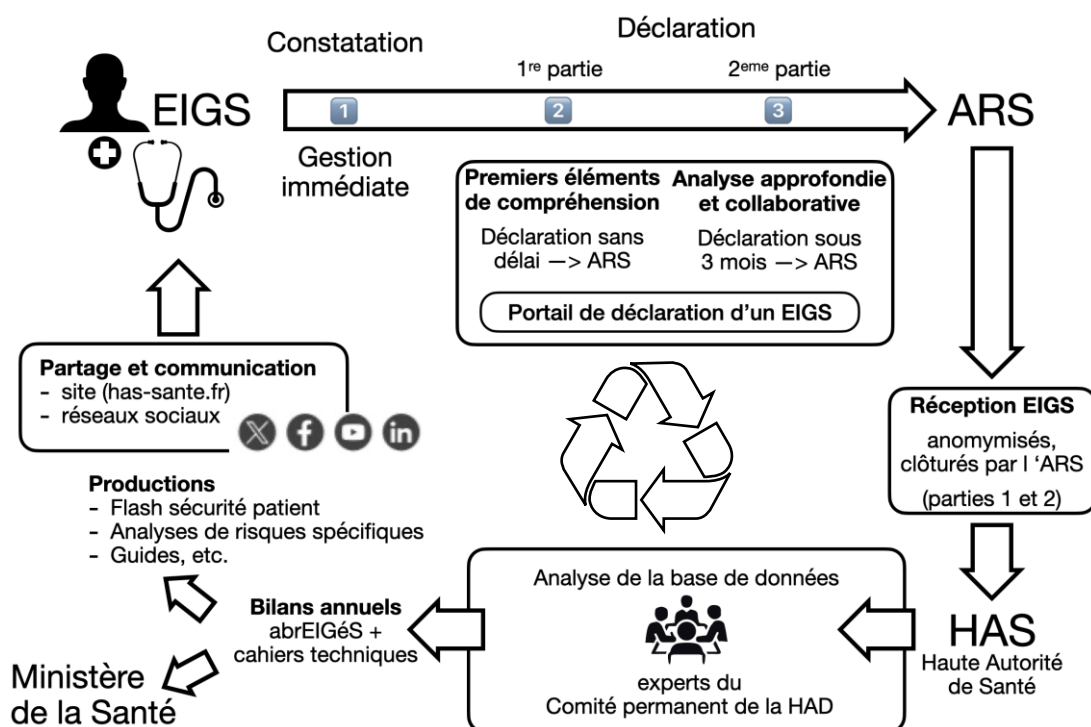 Constatation
Déclaration
1re partie
2eme partie
EIGS
1
2
3
ARS
Gestion
immédiate
Premiers éléments
de compréhension
Déclaration sans
délai —> ARS
Analyse approfondie
et collaborative
Déclaration sous
3 mois —> ARS
Portail de déclaration d’un EIGS
Réception EIGS
anomymisés,
clôturés par l ‘ARS
(parties 1 et 2)
HAS
Haute Autorité
de Santé
Analyse de la base de données
experts du
Comité permanent de la HAD
Bilans annuels
abrEIGéS +
cahiers techniques
Ministère
de la Santé
Productions
- Flash sécurité patient
- Analyses de risques spécifiques
- Guides, etc.
Partage et communication
- site (has-sante.fr)
- réseaux sociaux